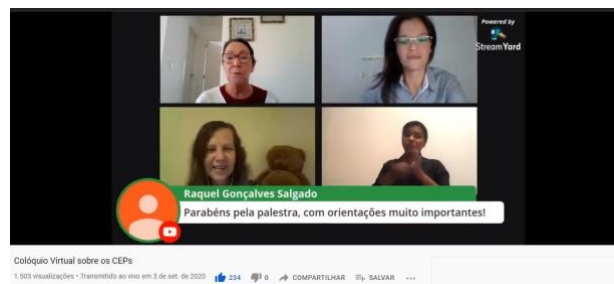 Powered by
StreamYard
Raquel Gonçalves Salgado
Parabéns pela palestra, com orientações muito importantes!
Colóquio Virtual sobre os CEPs
1.503 visualizações • Transmitido ao vivo em 3 de set. de 2020 234 0 COMPARTILHAR SALVAR ...